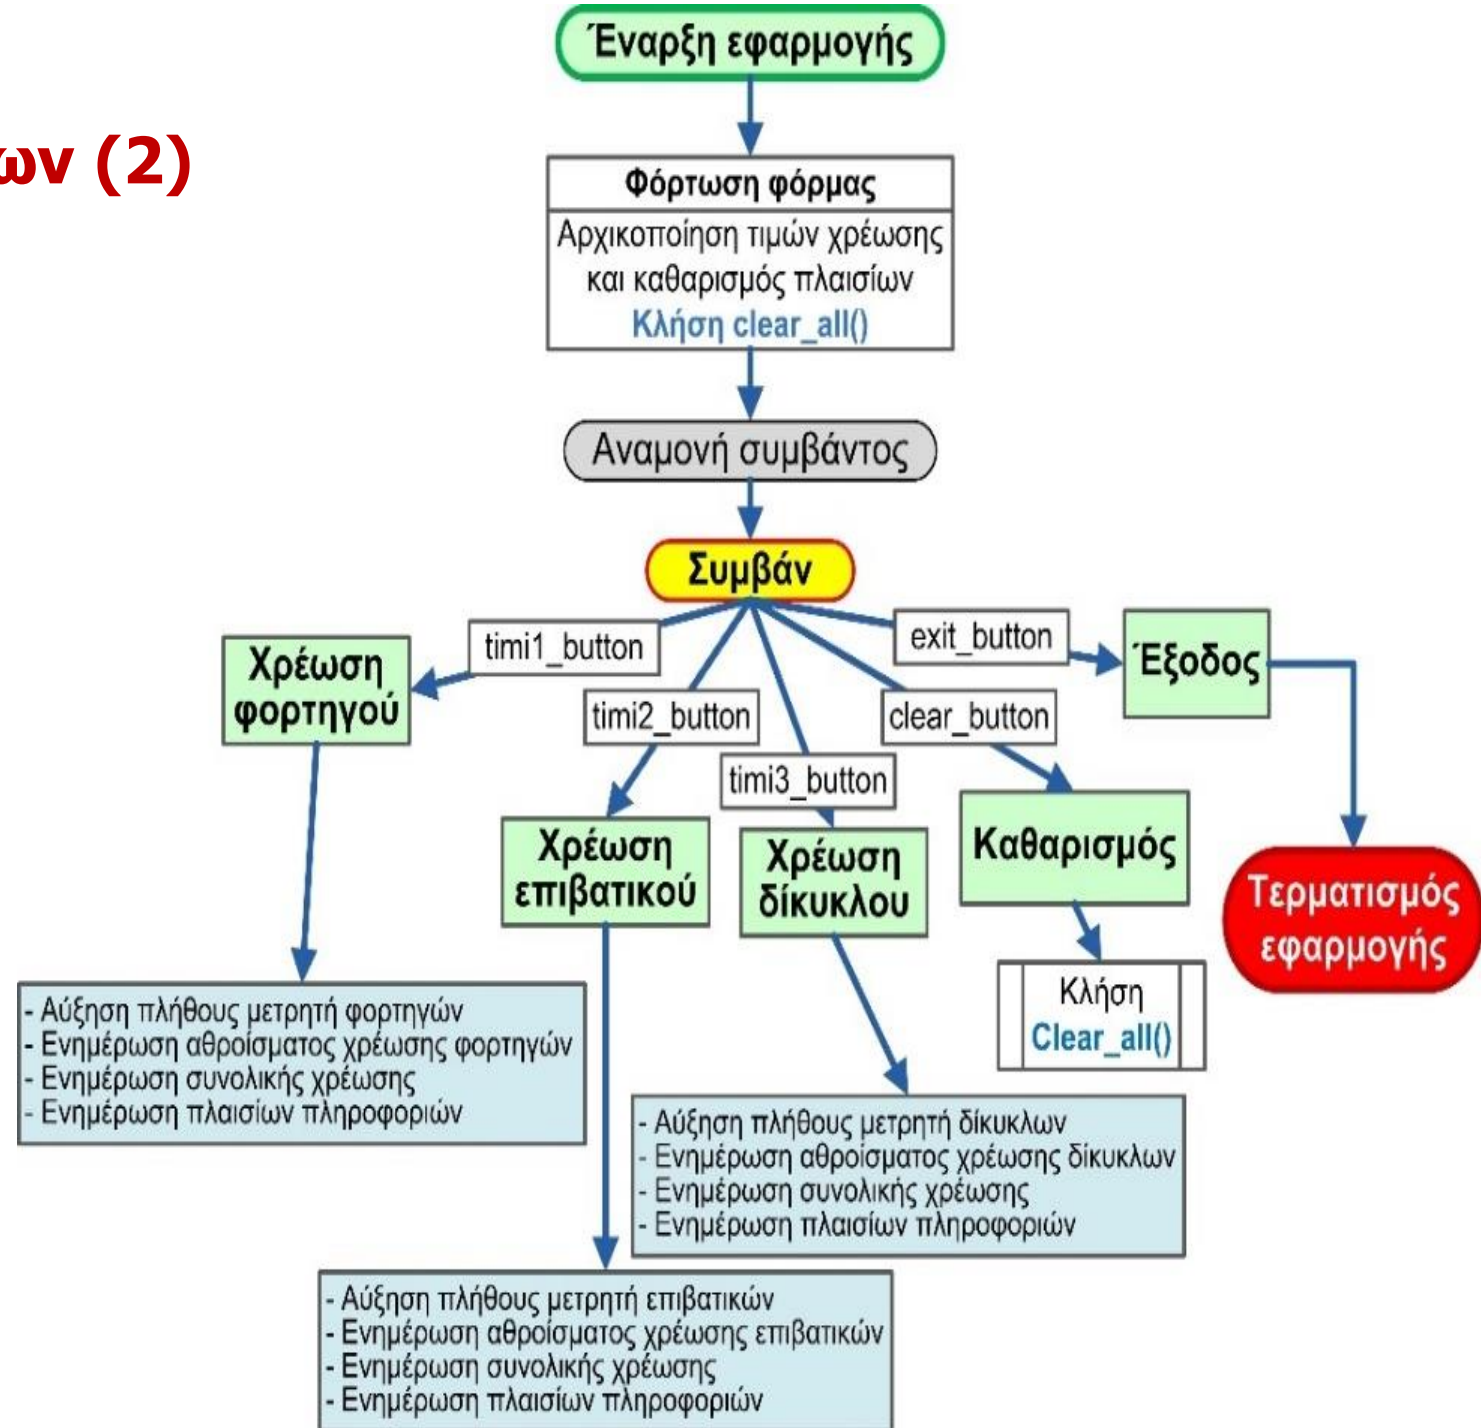 Έναρξη εφαρμογής
ων (2)
Φόρτωση φόρμας
Αρχικοποίηση τιμών χρέωσης
και καθαρισμός πλαισίων
Κλήση clear_all()
Αναμονή συμβάντος
Συμβάν
timi1_button
exit_button
Χρέωση
φορτηγού
timi2_button
clear_button
Έξοδος
timi3_button
Χρέωση
επιβατικού
Χρέωση
δίκυκλου
Καθαρισμός
Τερματισμός
εφαρμογής
Κλήση
Clear_all()
- Αύξηση πλήθους μετρητή φορτηγών
- Ενημέρωση αθροίσματος χρέωσης φορτηγών
- Ενημέρωση συνολικής χρέωσης
- Ενημέρωση πλαισίων πληροφοριών
- Αύξηση πλήθους μετρητή δίκυκλων
- Ενημέρωση αθροίσματος χρέωσης δίκυκλων
- Ενημέρωση συνολικής χρέωσης
- Ενημέρωση πλαισίων πληροφοριών
- Αύξηση πλήθους μετρητή επιβατικών
- Ενημέρωση αθροίσματος χρέωσης επιβατικών
- Ενημέρωση συνολικής χρέωσης
- Ενημέρωση πλαισίων πληροφοριών